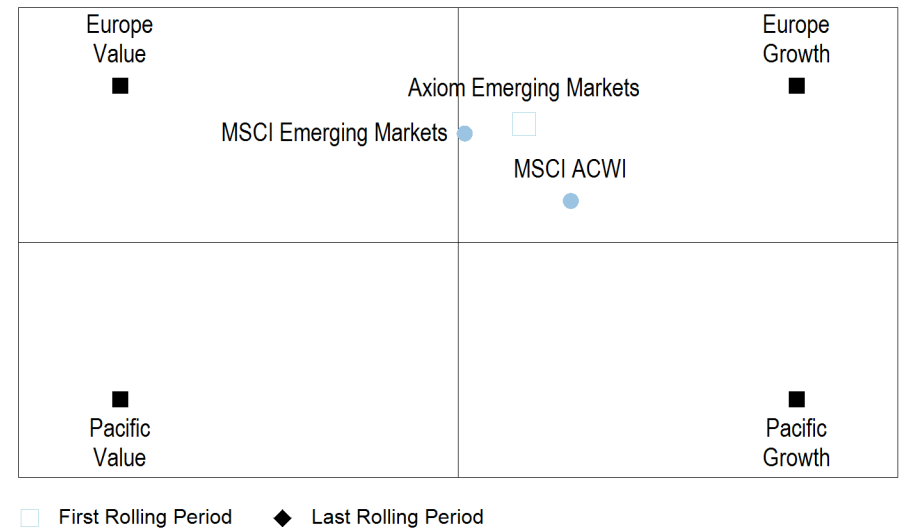 Europe
Value
Europe
Growth
Axiom Emerging Markets
MSCI Emerging Markets
MSCI ACWI
Pacific
Value
Pacific
Growth
First Rolling Period
Last Rolling Period